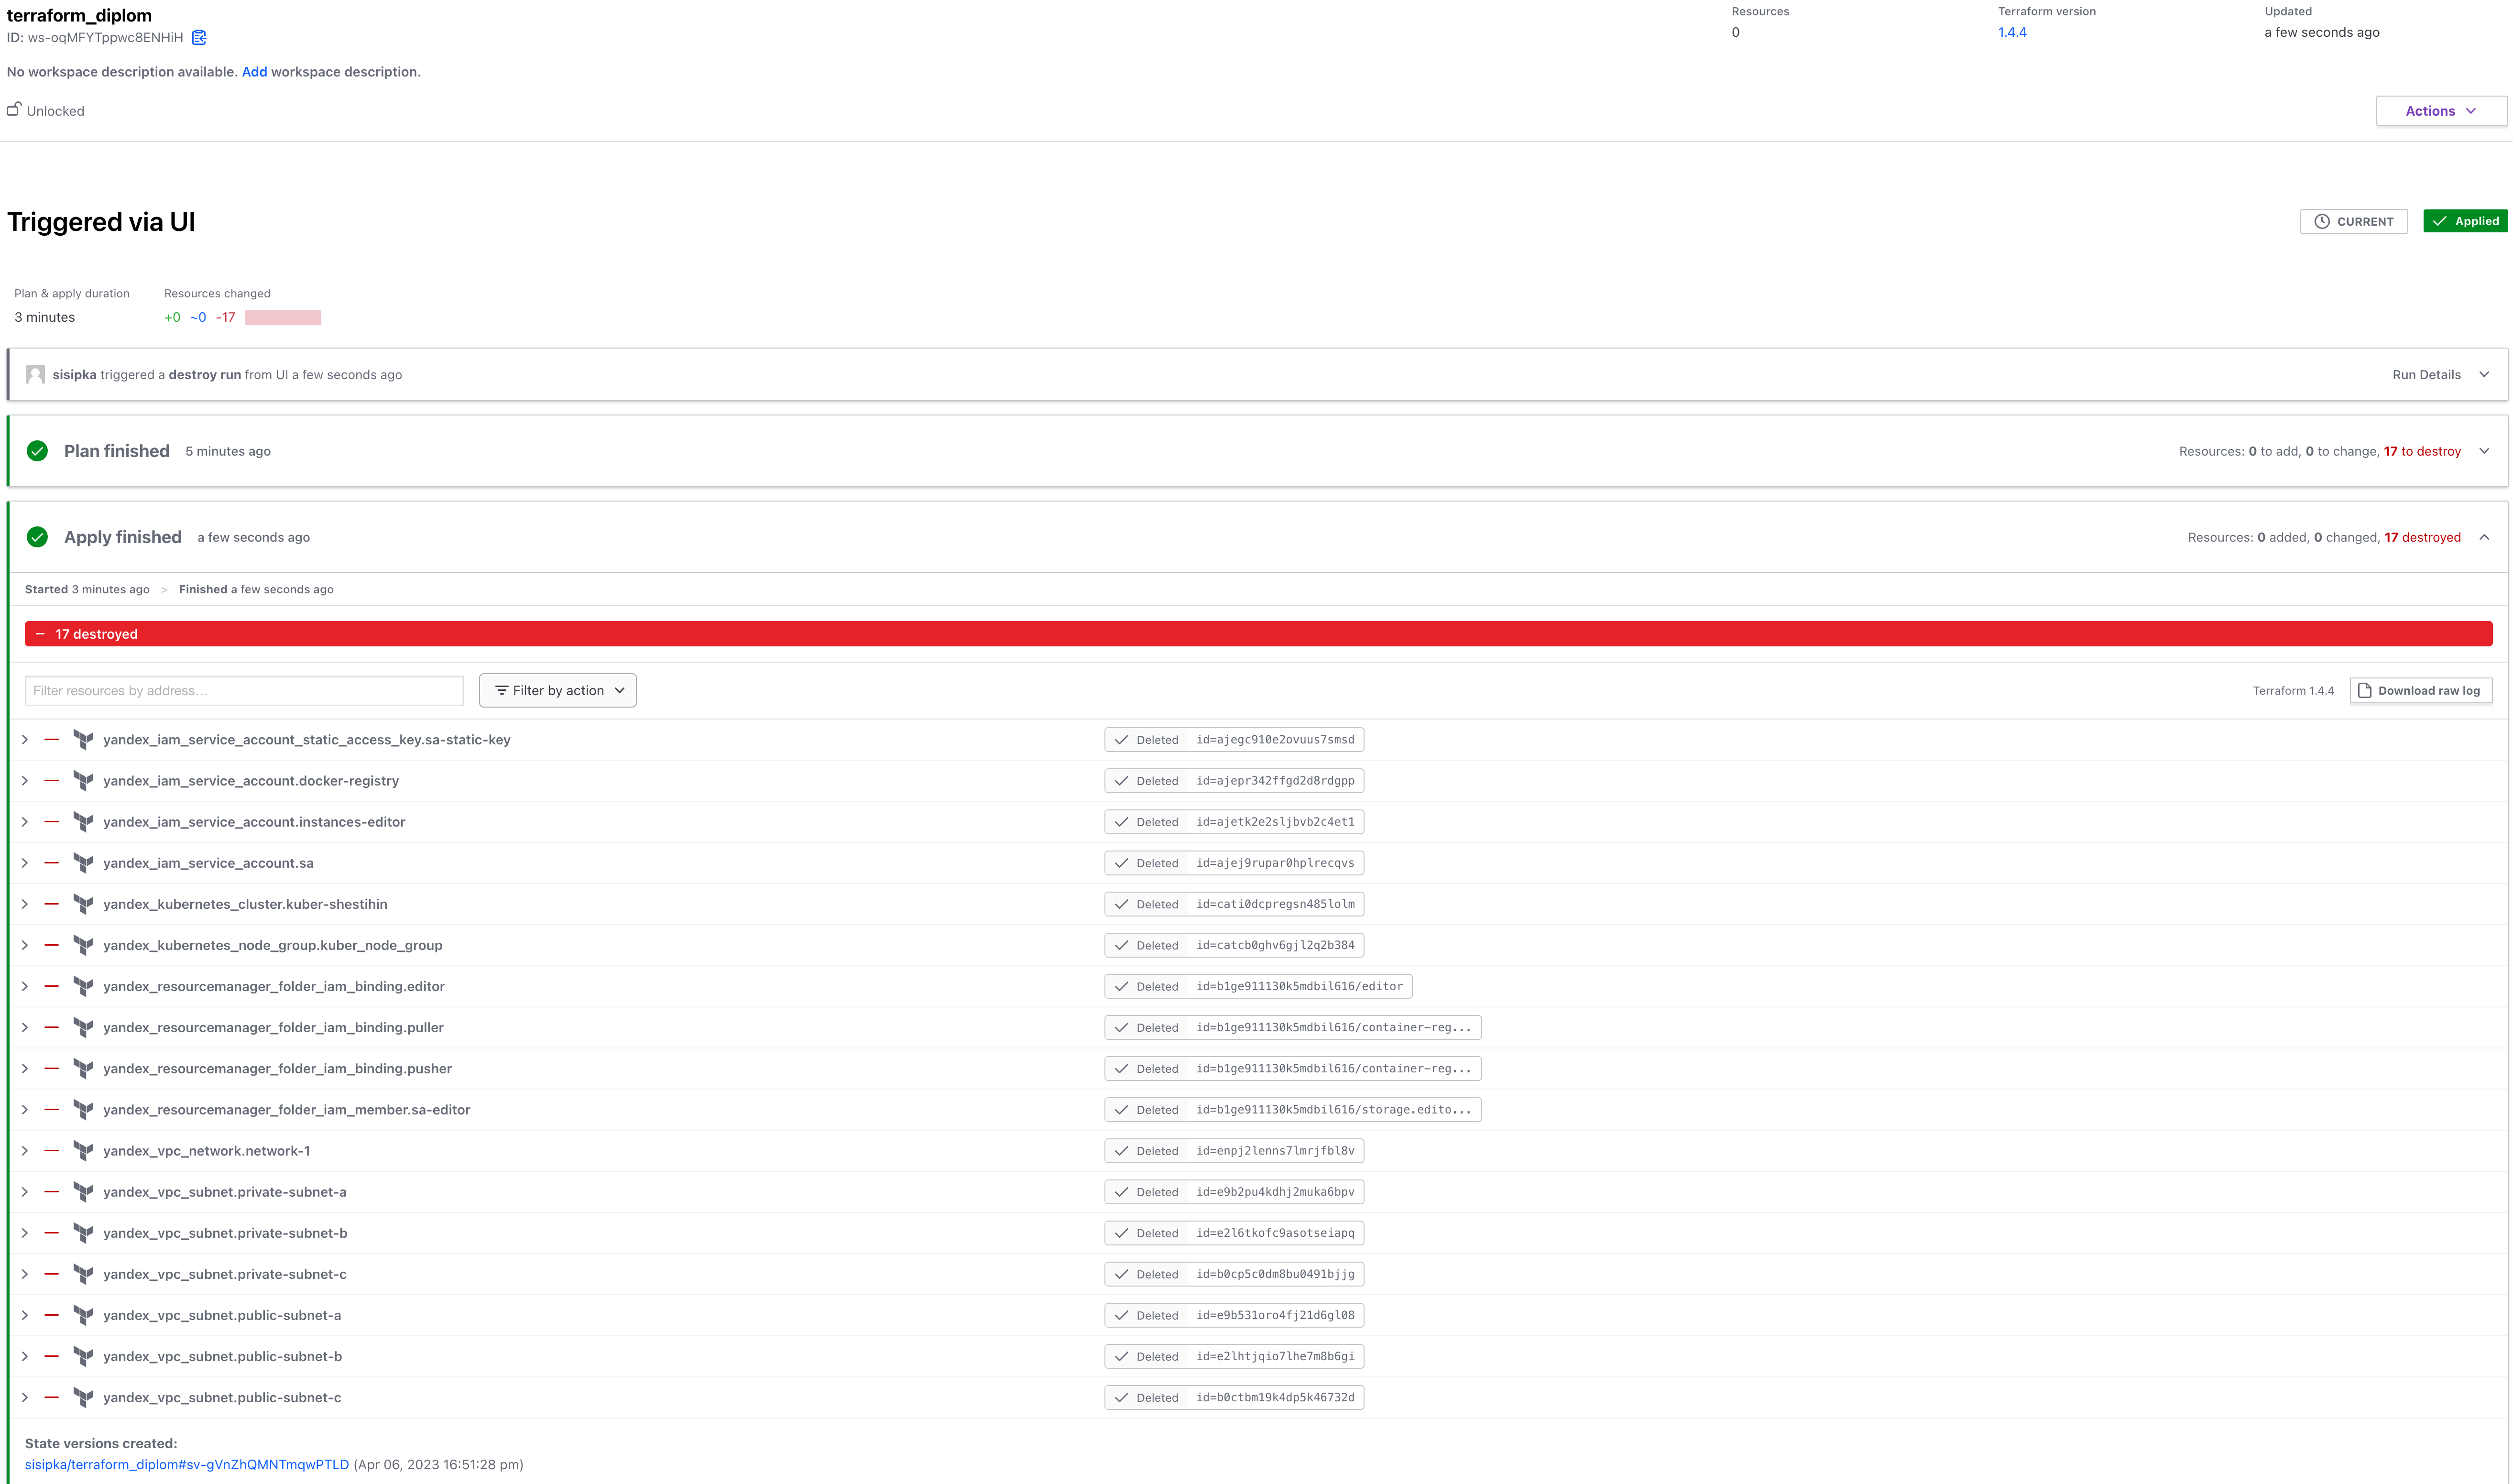 terraform_diplom
ID: ws-oqMFYTppwc8ENHiH
Resources
0
Terraform version
1.4.4
Updated
a few seconds ago
No workspace description available. Add workspace description.
Unlocked
Actions
Triggered via UI
CURRENT
Applied
Plan & apply duration
3 minutes
Resources changed
+0 ~0 -17
sisipka triggered a destroy run from UI a few seconds ago
Run Details
Plan finished 5 minutes ago
Resources: 0 to add, 0 to change, 17 to destroy
Apply finished a few seconds ago
Resources: 0 added, 0 changed, 17 destroyed
Started 3 minutes ago > Finished a few seconds ago
17 destroyed
Filter resources by address...
Filter by action
Terraform 1.4.4
Download raw log
yandex_iam_service_account_static_access_key.sa-static-key Deleted id=ajegc910e2ovuus7smsd
yandex_iam_service_account.docker-registry Deleted id=ajepr342ffgd2d8rdgpp
yandex_iam_service_account.instances-editor Deleted id=ajetk2e2sljbvb2c4et1
yandex_iam_service_account.sa Deleted id=ajej9rupar0hplrecqvs
yandex_kubernetes_cluster.kuber-shestihin Deleted id=cati0dcpregsn485lolm
yandex_kubernetes_node_group.kuber_node_group Deleted id=catcb0ghv6gjl2q2b384
yandex_resourcemanager_folder_iam_binding.editor Deleted id=b1ge911130k5mdbil616/editor
yandex_resourcemanager_folder_iam_binding.puller Deleted id=b1ge911130k5mdbil616/container-reg...
yandex_resourcemanager_folder_iam_binding.pusher Deleted id=b1ge911130k5mdbil616/container-reg...
yandex_resourcemanager_folder_iam_member.sa-editor Deleted id=b1ge911130k5mdbil616/storage.edito...
yandex_vpc_network.network-1 Deleted id=enpj2lenns7lmrjfbl8v
yandex_vpc_subnet.private-subnet-a Deleted id=e9b2pu4kdhj2muka6bpv
yandex_vpc_subnet.private-subnet-b Deleted id=e2l6tkofc9asotseiapq
yandex_vpc_subnet.private-subnet-c Deleted id=b0cp5c0dm8bu0491bjjg
yandex_vpc_subnet.public-subnet-a Deleted id=e9b531oro4fj21d6gl08
yandex_vpc_subnet.public-subnet-b Deleted id=e2lhtjqio7lhe7m8b6gi
yandex_vpc_subnet.public-subnet-c Deleted id=b0ctbm19k4dp5k46732d
State versions created:
sisipka/terraform_diplom#sv-gVnZhQMNTmqwPTLD (Apr 06, 2023 16:51:28 pm)